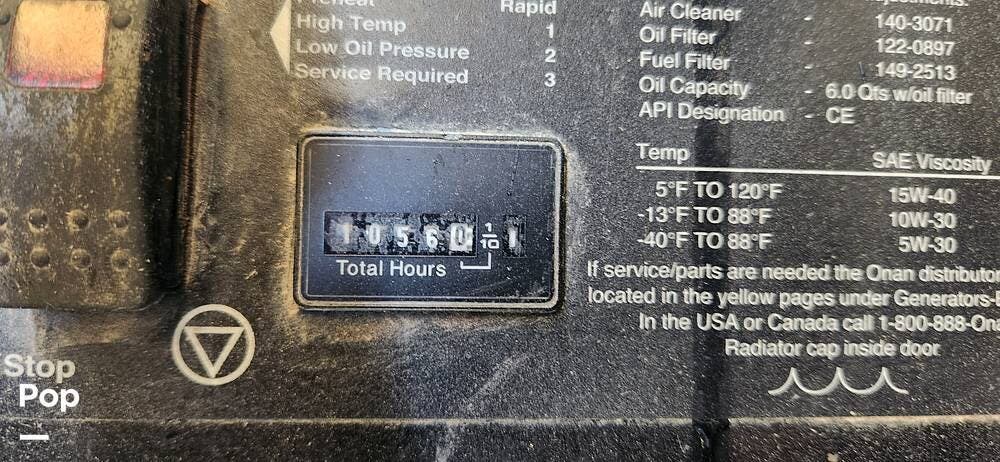 Rapid
High Temp 1
Low Oil Pressure 2
Service Required 3
Air Cleaner - 140-3071
Oil Filter - 122-0897
Fuel Filter - 149-2513
Oil Capacity - 6.0 Qts w/oil filter
API Designation - CE
Temp SAE Viscosity
5°F TO 120°F 15W-40
-13°F TO 88°F 10W-30
-40°F TO 88°F 5W-30
If service/parts are needed the Onan distributor
located in the yellow pages under Generators-
In the USA or Canada call 1-800-888-On
Radiator cap inside door
1 0 5 6 0 1/10 1
Total Hours
Stop
Pop